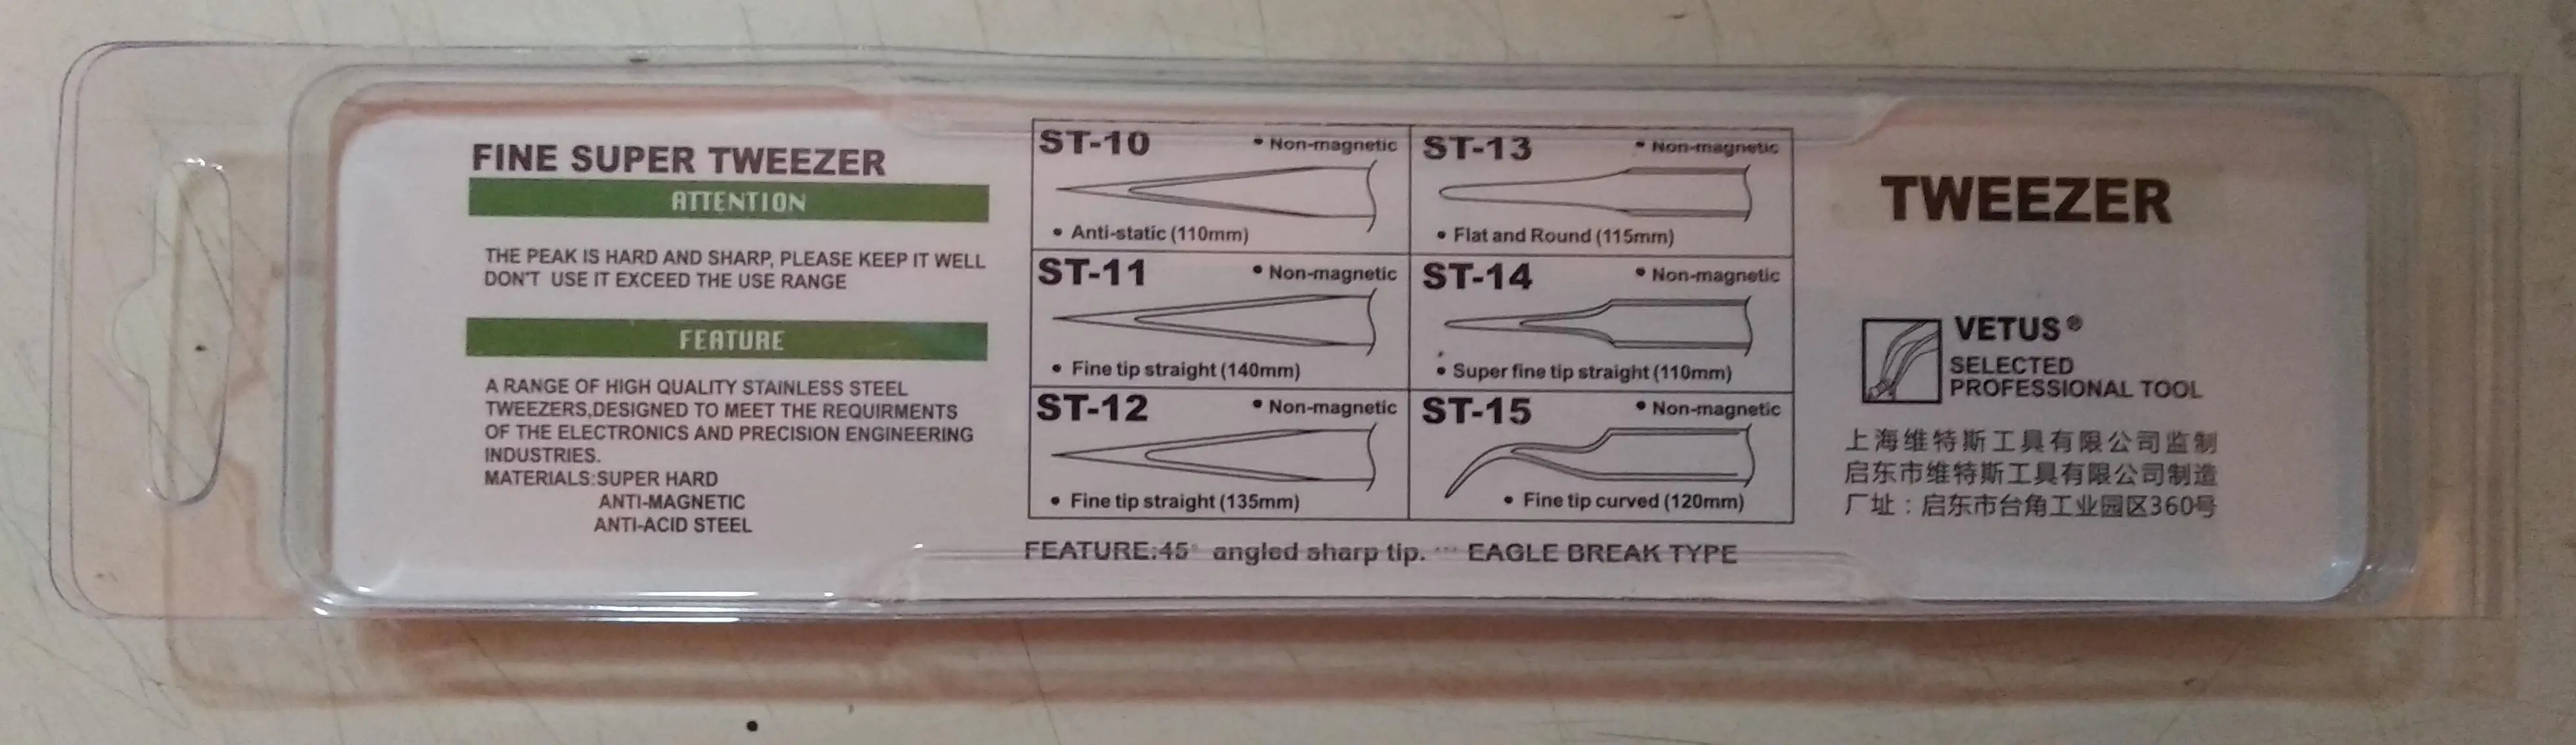 FINE SUPER TWEEZER
ATTENTION
THE PEAK IS HARD AND SHARP, PLEASE KEEP IT WELL
DON'T USE IT EXCEED THE USE RANGE
FEATURE
A RANGE OF HIGH QUALITY STAINLESS STEEL
TWEEZERS,DESIGNED TO MEET THE REQUIRMENTS
OF THE ELECTRONICS AND PRECISION ENGINEERING
INDUSTRIES.
MATERIALS:SUPER HARD
ANTI-MAGNETIC
ANTI-ACID STEEL
ST-10 • Non-magnetic
• Anti-static (110mm)
ST-11 • Non-magnetic
• Fine tip straight (140mm)
ST-12 • Non-magnetic
• Fine tip straight (135mm)
ST-13 • Non-magnetic
• Flat and Round (115mm)
ST-14 • Non-magnetic
• Super fine tip straight (110mm)
ST-15 • Non-magnetic
• Fine tip curved (120mm)
FEATURE:45° angled sharp tip. ··· EAGLE BREAK TYPE
TWEEZER
VETUS®
SELECTED
PROFESSIONAL TOOL
上海维特斯工具有限公司监制
启东市维特斯工具有限公司制造
厂址：启东市台角工业园区360号